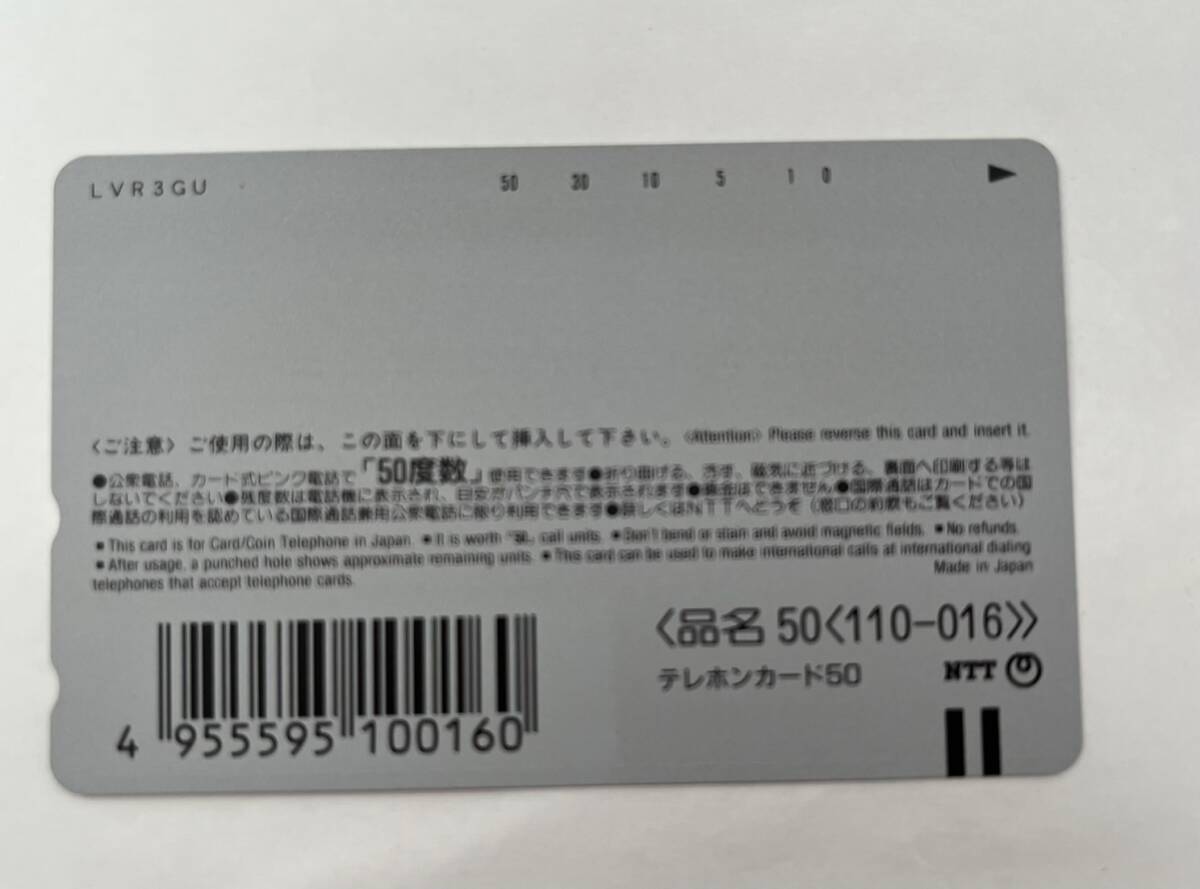 LVR3GU
50 30 10 5 1 0
〈ご注意〉ご使用の際は、この面を下にして挿入して下さい。〈Attention〉Please reverse this card and insert it.
●公衆電話、カード式ピンク電話で「50度数」使用できます●折り曲げる、汚す、磁気に近づける、裏面へ印刷する等は
しないでください●残度数は電話機に表示され、目安がパンチ穴で表示されます●換金はできません●国際通話はカードでの国
際通話の利用を認めている国際通話兼用公衆電話に限り利用できます●詳しくはNTTへどうぞ（窓口の約款もご覧ください）
●This card is for Card/Coin Telephone in Japan. ●It is worth "50" call units. ●Don't bend or stain and avoid magnetic fields. ●No refunds.
●After usage, a punched hole shows approximate remaining units. ●This card can be used to make international calls at international dialing
telephones that accept telephone cards.
Made in Japan
〈品名 50〈110-016〉〉
テレホンカード50
NTT
4 955595 100160